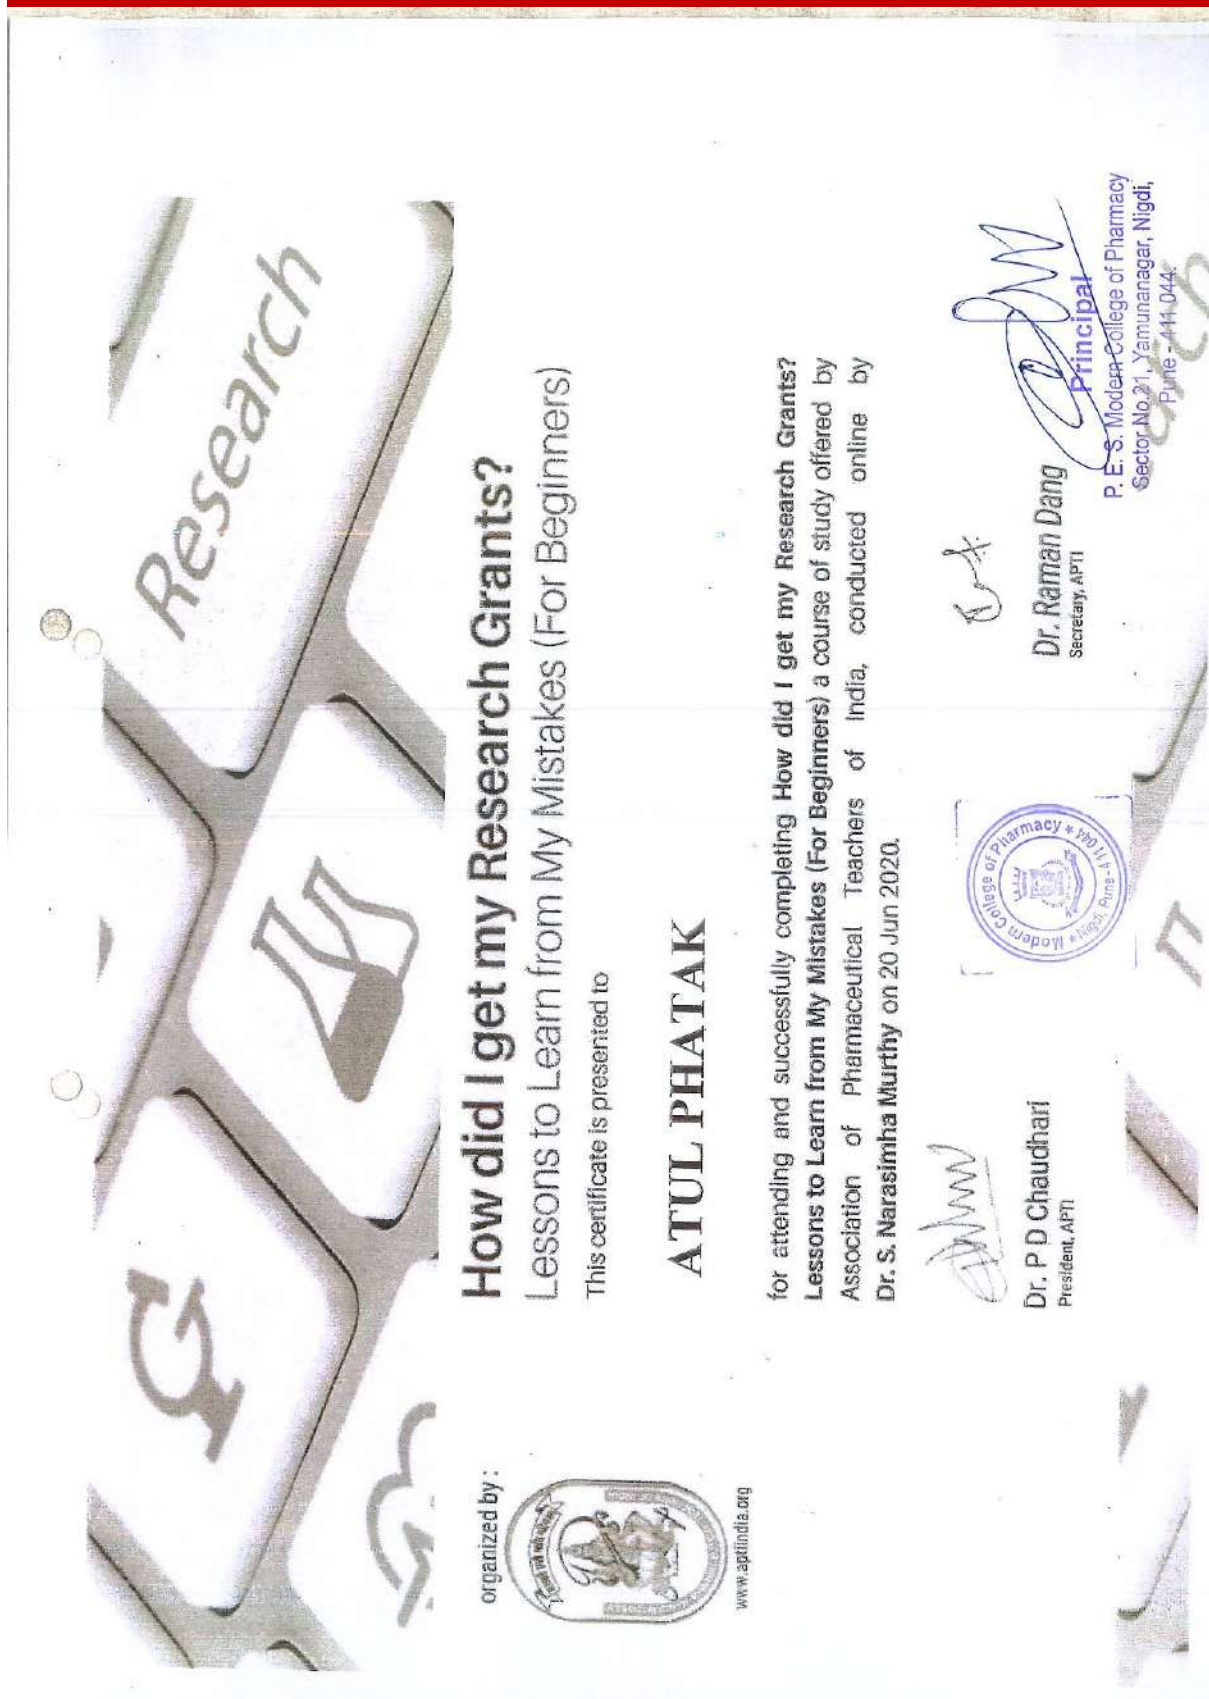 Research
How did I get my Research Grants?
Lessons to Learn from My Mistakes (For Beginners)
This certificate is presented to
ATUL PHATAK
for attending and successfully completing How did I get my Research Grants?
Lessons to Learn from My Mistakes (For Beginners) a course of study offered by
Association of Pharmaceutical Teachers of India, conducted online by
Dr. S. Narasimha Murthy on 20 Jun 2020.
organized by :
www.aptiindia.org
Dr. P D Chaudhari
President, APTI
Modern College of Pharmacy
Nigdi, Pune-411 044
Dr. Raman Dang
Secretary, APTI
Principal
P. E. S. Modern College of Pharmacy
Sector No.21, Yamunanagar, Nigdi,
Pune - 411 044.
arch